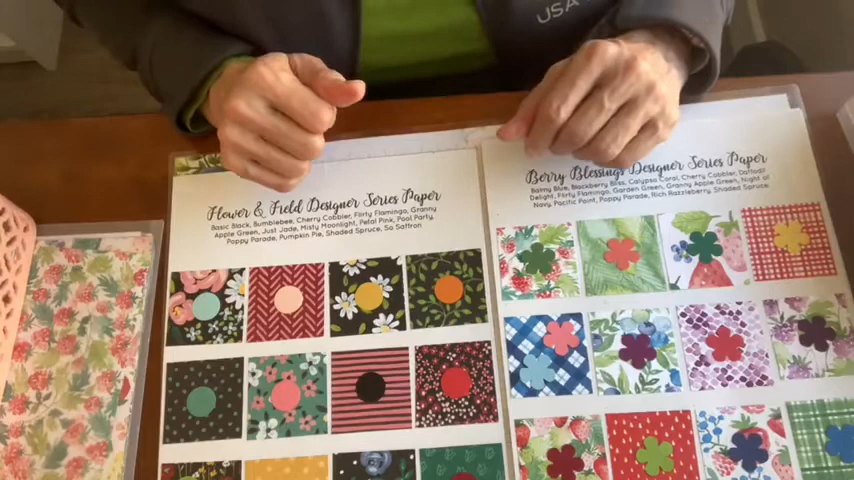 USA
Flower & Field Designer Series Paper
Basic Black, Bumblebee, Cherry Cobbler, Flirty Flamingo, Granny
Apple Green, Just Jade, Misty Moonlight, Petal Pink, Pool Party,
Poppy Parade, Pumpkin Pie, Shaded Spruce, So Saffron
Berry Blessings Designer Series Paper
Balmy Blue, Blackberry Bliss, Calypso Coral, Cherry Cobbler, Daffodil
Delight, Flirty Flamingo, Garden Green, Granny Apple Green, Night of
Navy, Pacific Point, Poppy Parade, Rich Razzleberry, Shaded Spruce